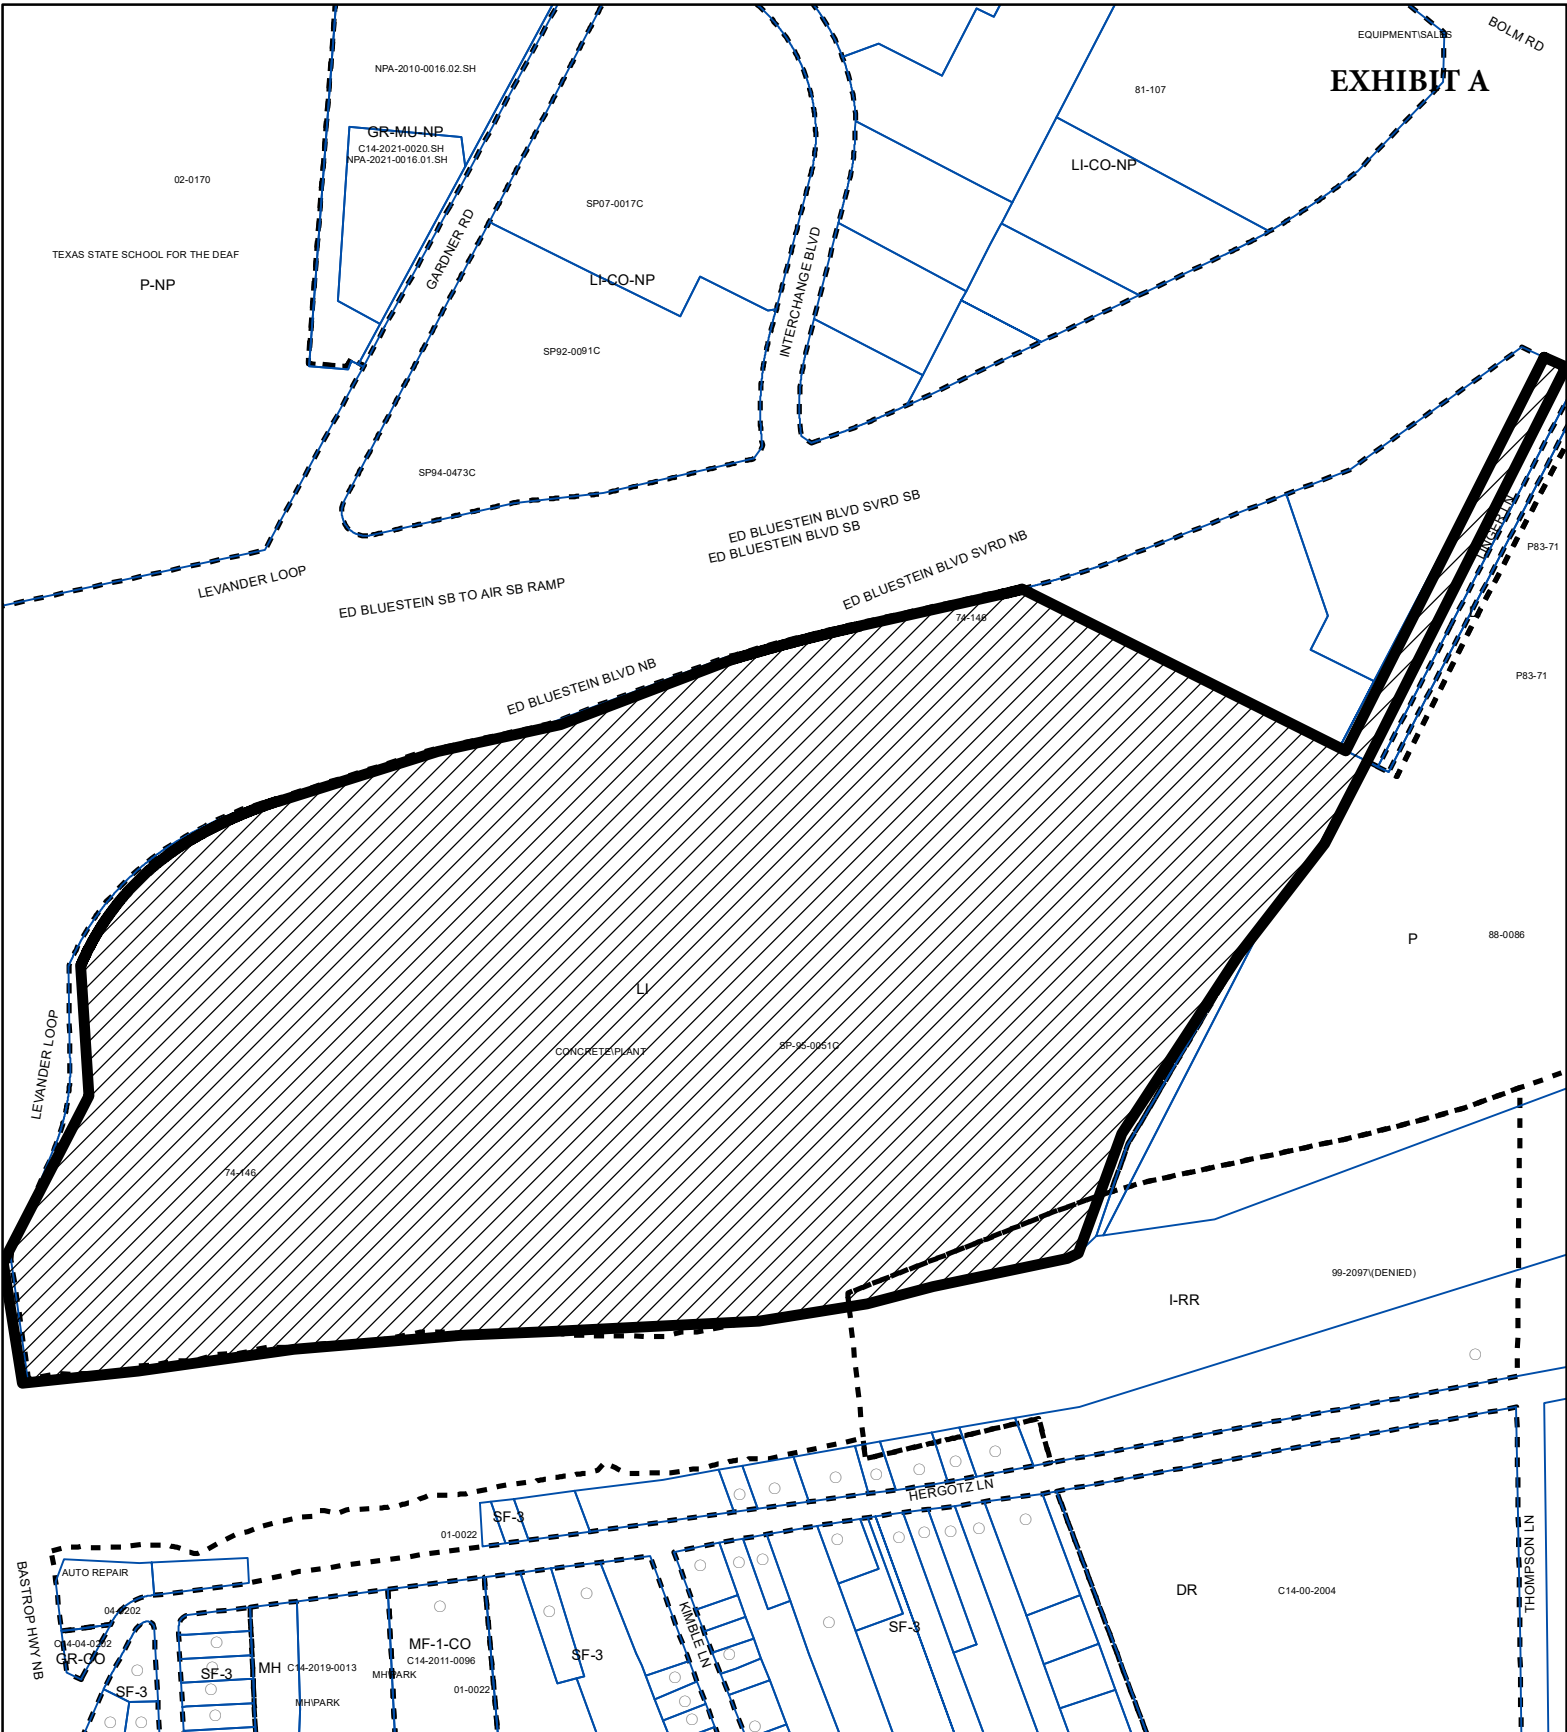 EQUIPMENT\SALES
BOLM RD
EXHIBIT A
NPA-2010-0016.02.SH
81-107
GR-MU-NP
C14-2021-0020.SH
NPA-2021-0016.01.SH
LI-CO-NP
02-0170
SP07-0017C
GARDNER RD
INTERCHANGE BLVD
TEXAS STATE SCHOOL FOR THE DEAF
P-NP
LI-CO-NP
SP92-0091C
SP94-0473C
ED BLUESTEIN BLVD SVRD SB
ED BLUESTEIN BLVD SB
LINGER LN
P83-71
LEVANDER LOOP
ED BLUESTEIN SB TO AIR SB RAMP
ED BLUESTEIN BLVD SVRD NB
74-146
P83-71
ED BLUESTEIN BLVD NB
P
88-0086
LI
LEVANDER LOOP
CONCRETE\PLANT
SP-95-0051C
74-146
99-2097\(DENIED)
I-RR
HERGOTZ LN
SF-3
01-0022
BASTROP HWY NB
AUTO REPAIR
THOMPSON LN
DR
C14-00-2004
04-0202
KIMBLE LN
SF-3
C14-04-0202
GR-CO
MF-1-CO
C14-2011-0096
SF-3
SF-3
MH
C14-2019-0013
MH\PARK
01-0022
SF-3
MH\PARK